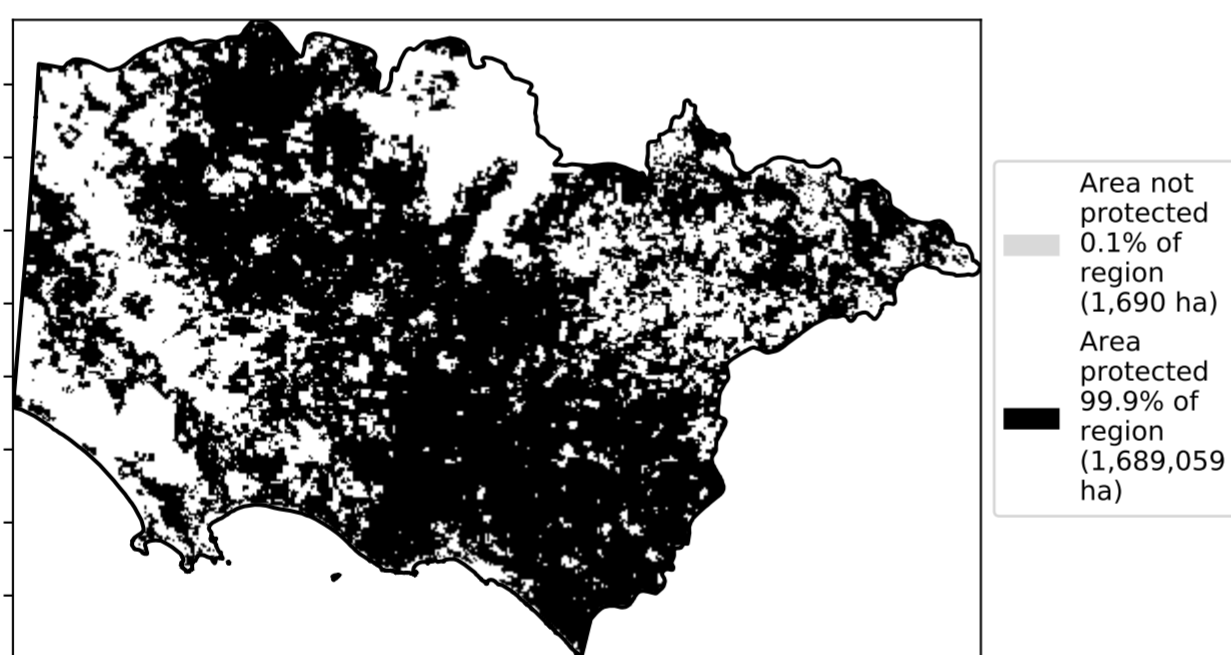 Area not
protected
0.1% of
region
(1,690 ha)
Area
protected
99.9% of
region
(1,689,059
ha)